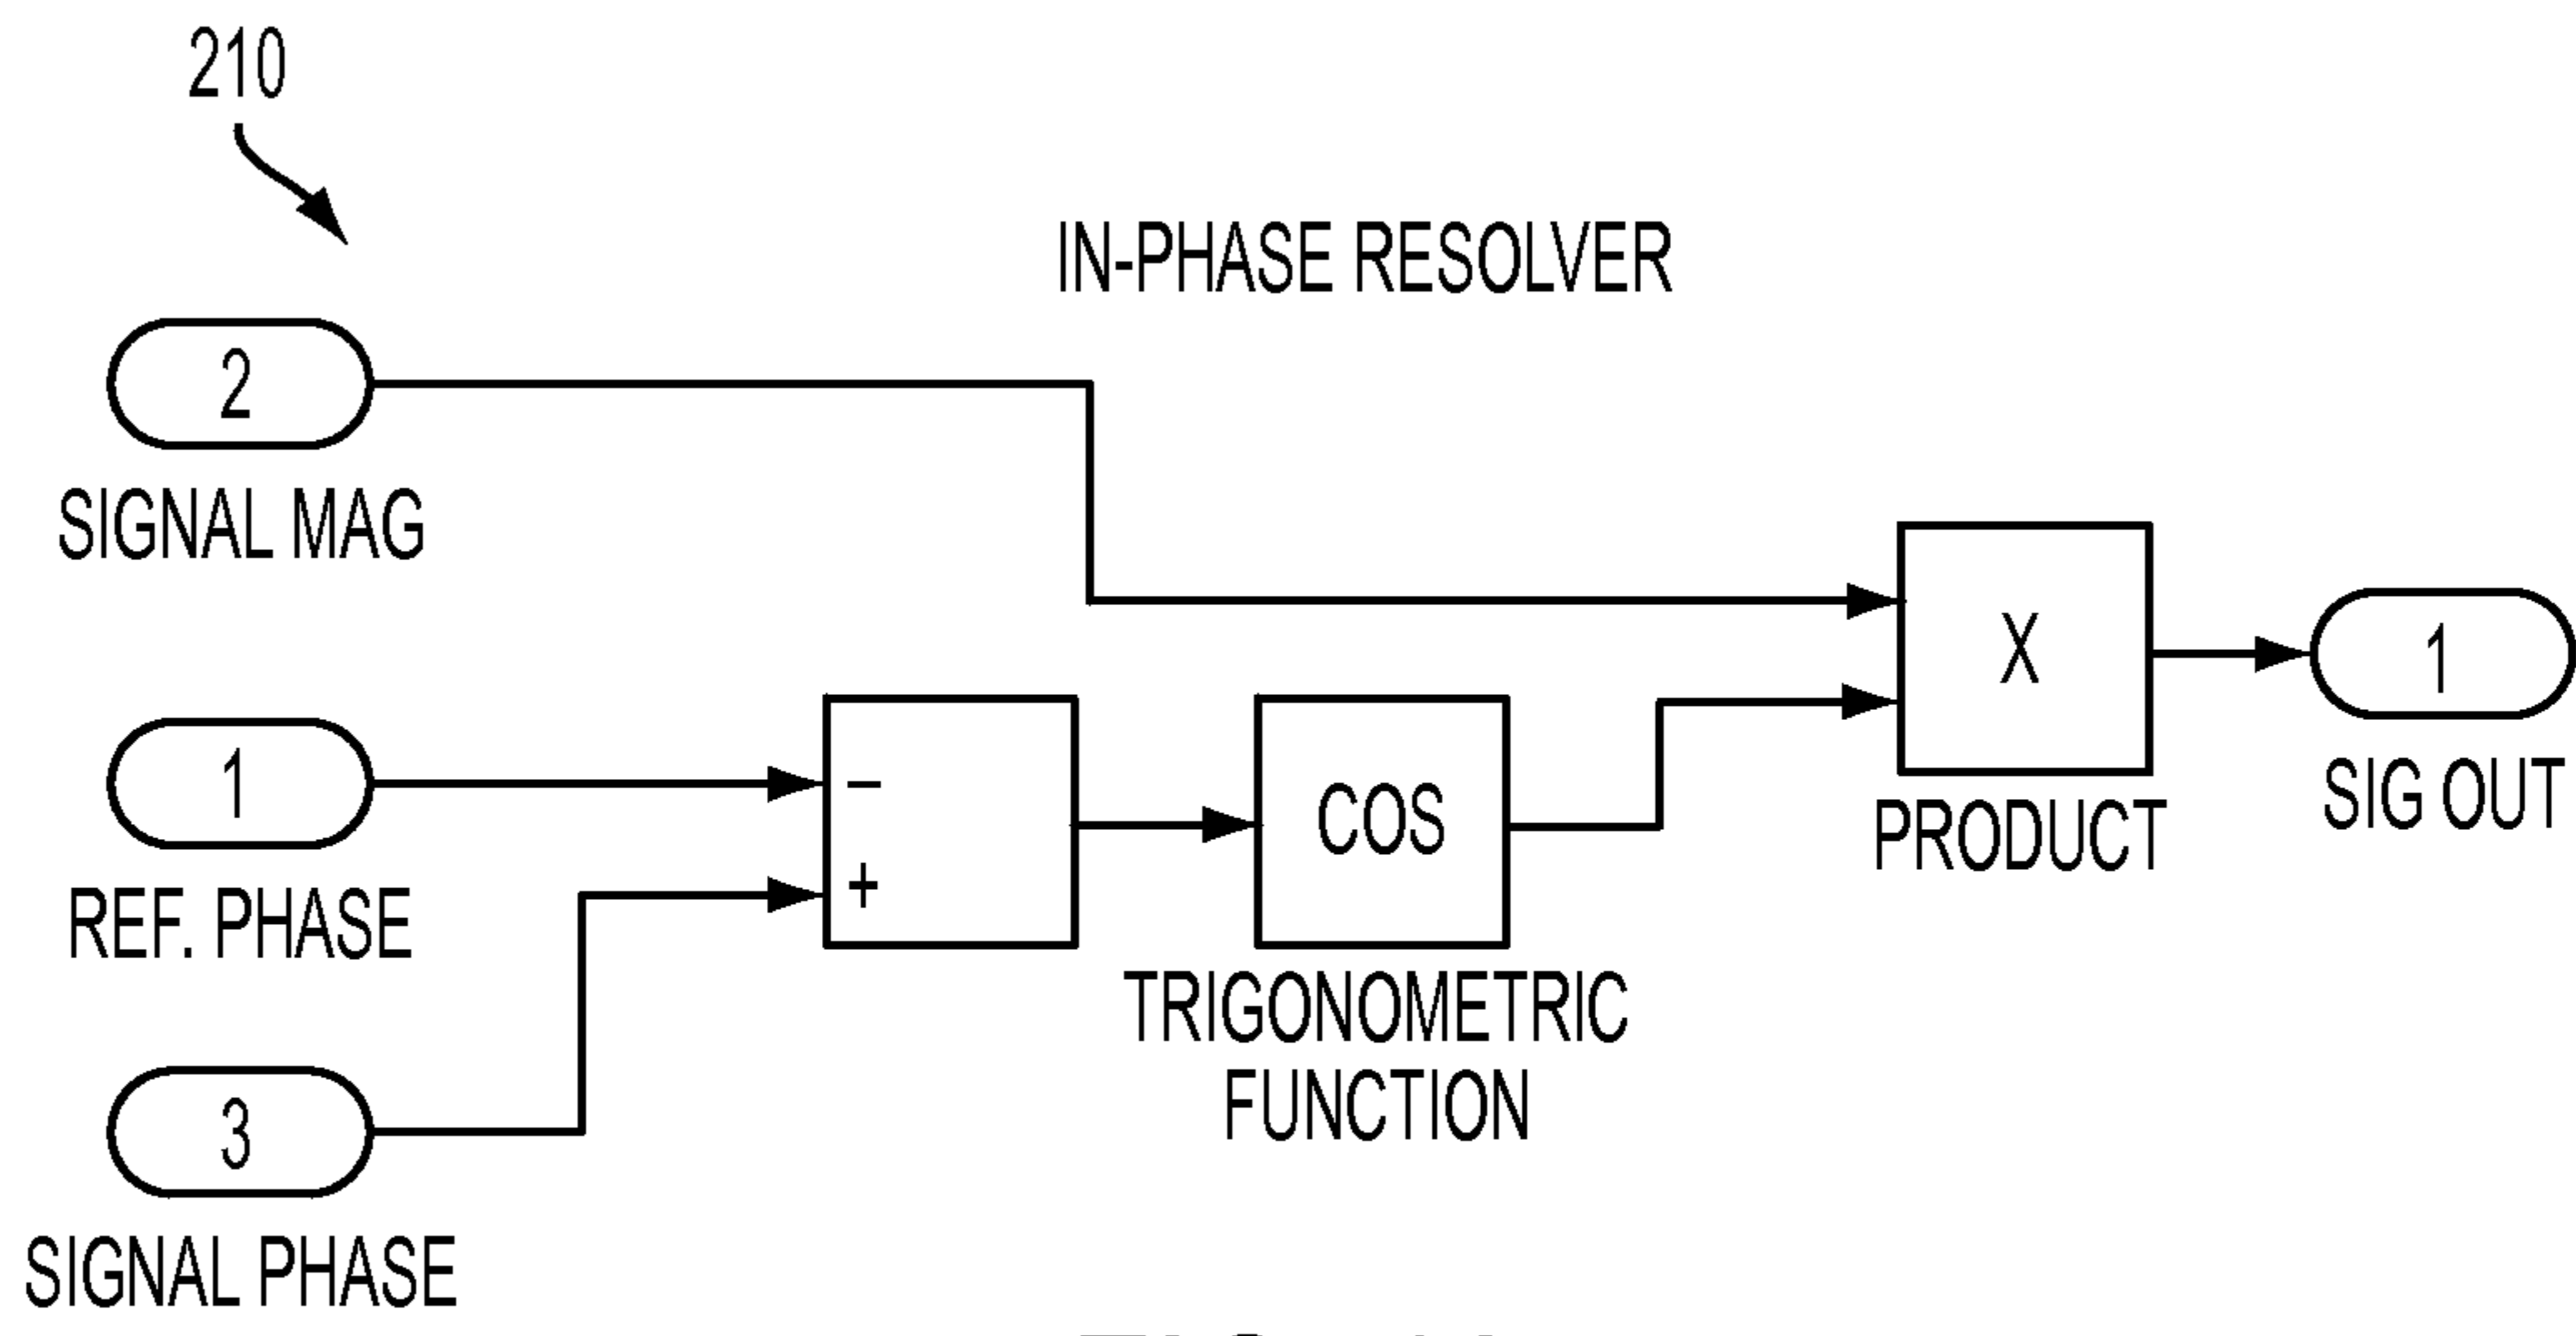 210
IN-PHASE RESOLVER
2
SIGNAL MAG
X
PRODUCT
1
SIG OUT
1
REF. PHASE
−
+
COS
TRIGONOMETRIC
FUNCTION
3
SIGNAL PHASE